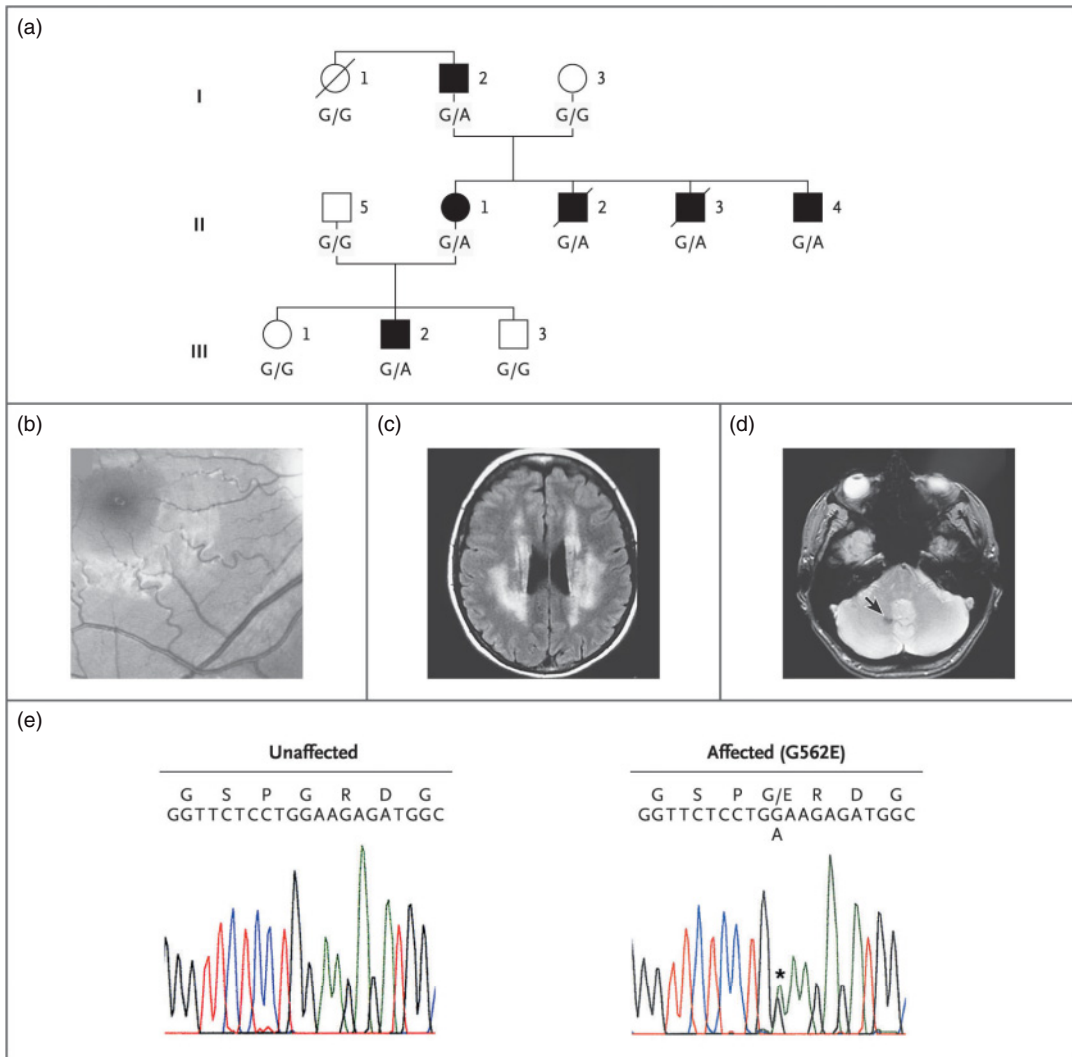 (a)
I
1
2
3
G/G
G/A
G/G
II
5
1
2
3
4
G/G
G/A
G/A
G/A
G/A
III
1
2
3
G/G
G/A
G/G
(b)
(c)
(d)
(e)
Unaffected
G S P G R D G
GGTTCTCCTGGAAGAGATGGC
Affected (G562E)
G S P G/E R D G
GGTTCTCCTGGAAGAGATGGC
A
*